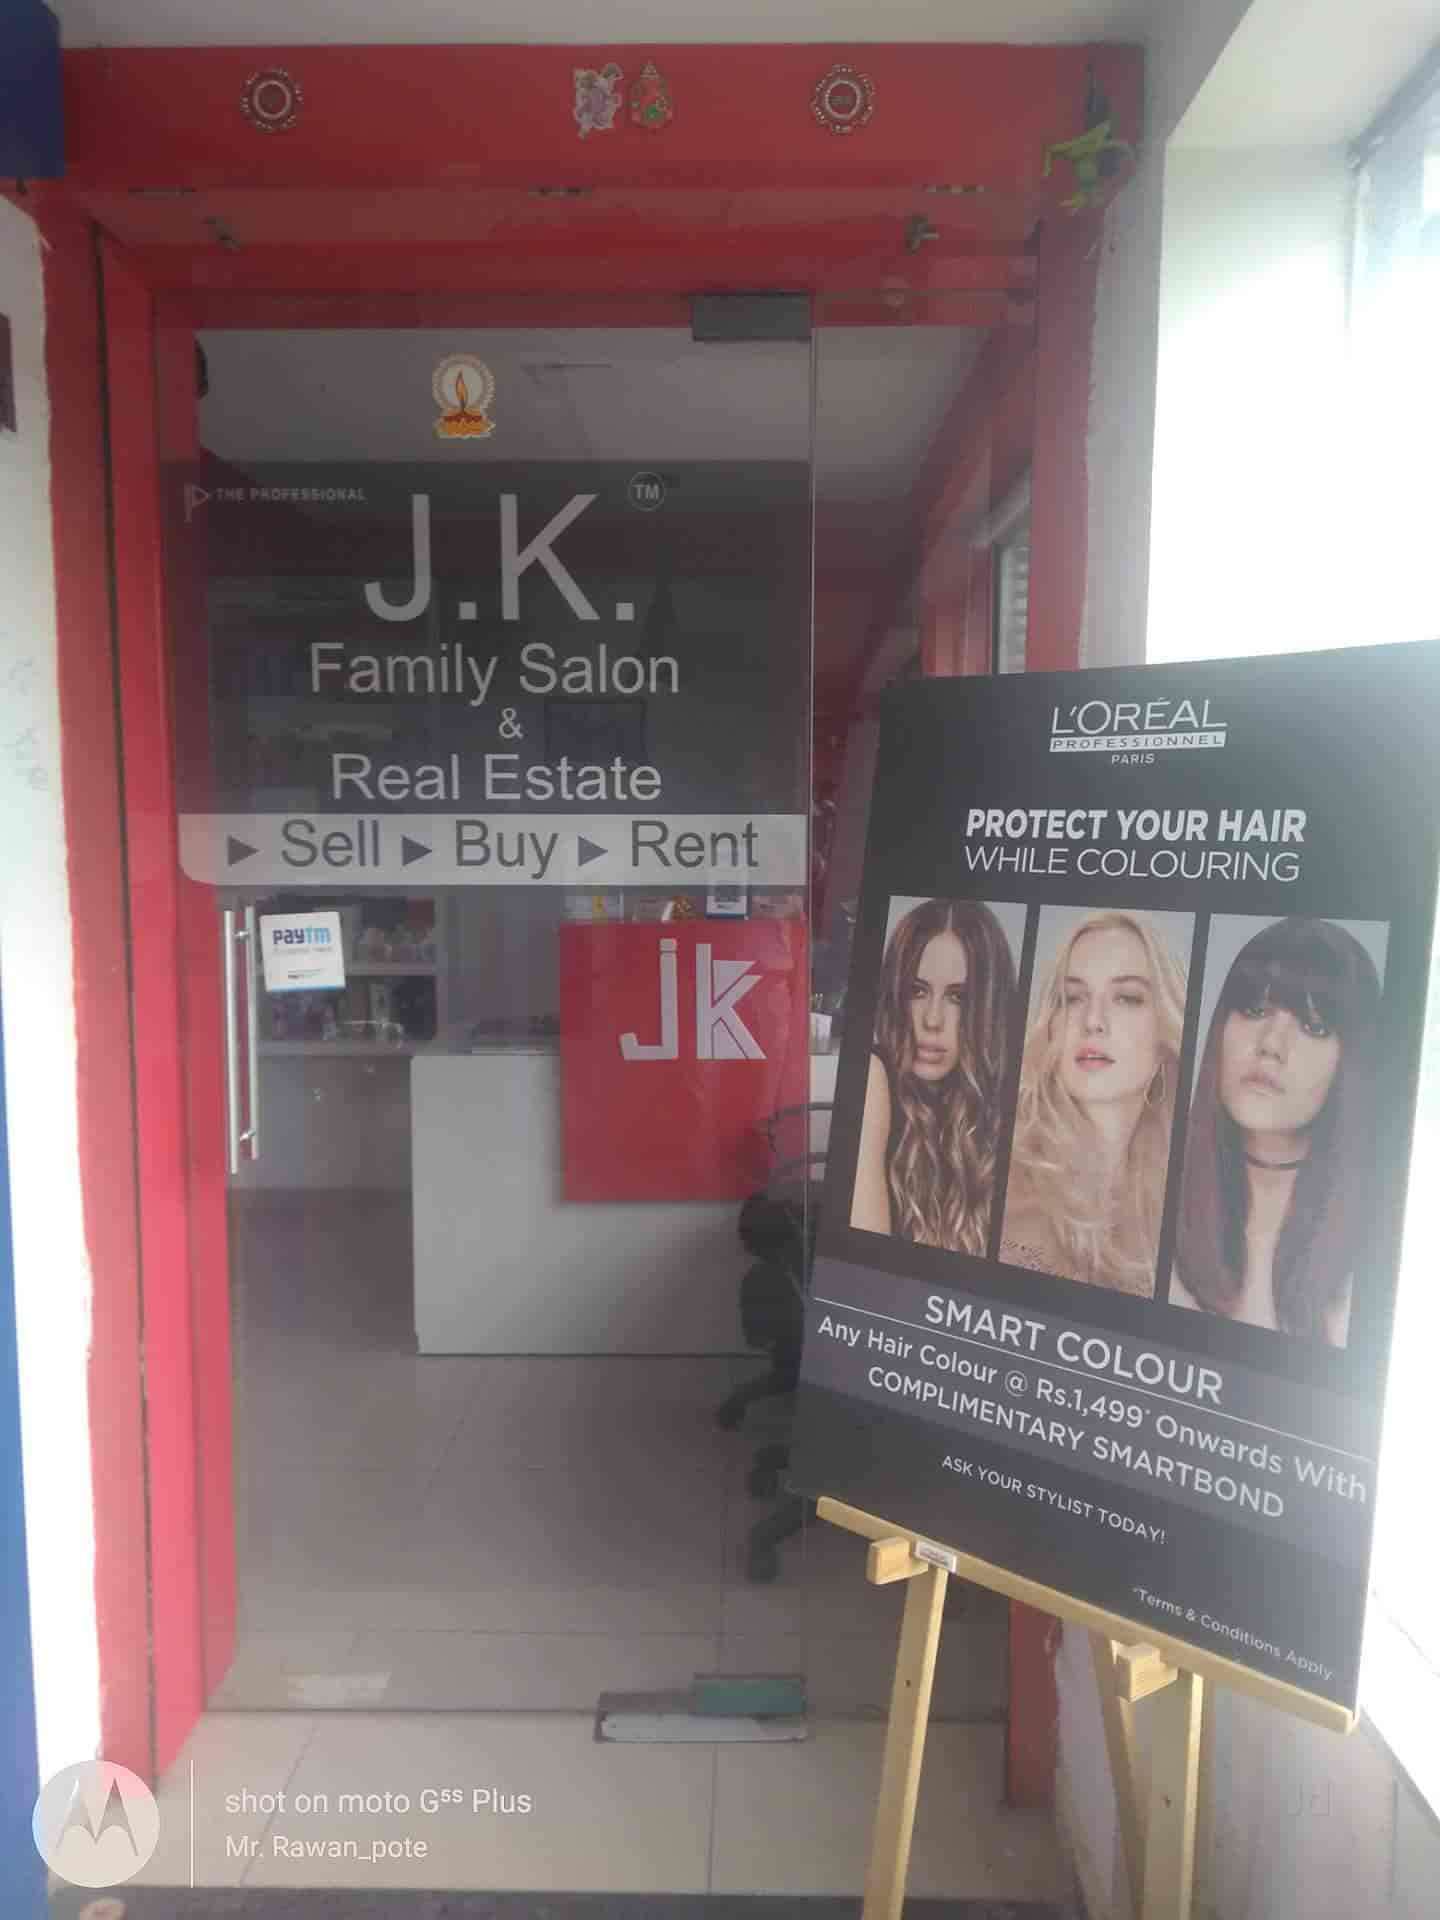 THE PROFESSIONAL
J.K.
TM
Family Salon
&
Real Estate
Sell Buy Rent
paytm
jk
L'ORÉAL
PROFESSIONNEL
PARIS
PROTECT YOUR HAIR
WHILE COLOURING
SMART COLOUR
Any Hair Colour @ Rs.1,499* Onwards With
COMPLIMENTARY SMARTBOND
ASK YOUR STYLIST TODAY!
*Terms & Conditions Apply
shot on moto G⁵ˢ Plus
Mr. Rawan_pote
Jd